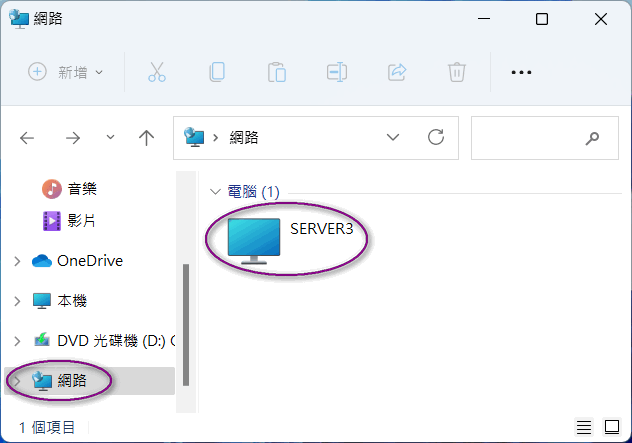 網路
新增
網路
音樂
影片
OneDrive
本機
DVD 光碟機 (D:) C
網路
電腦 (1)
SERVER3
1 個項目